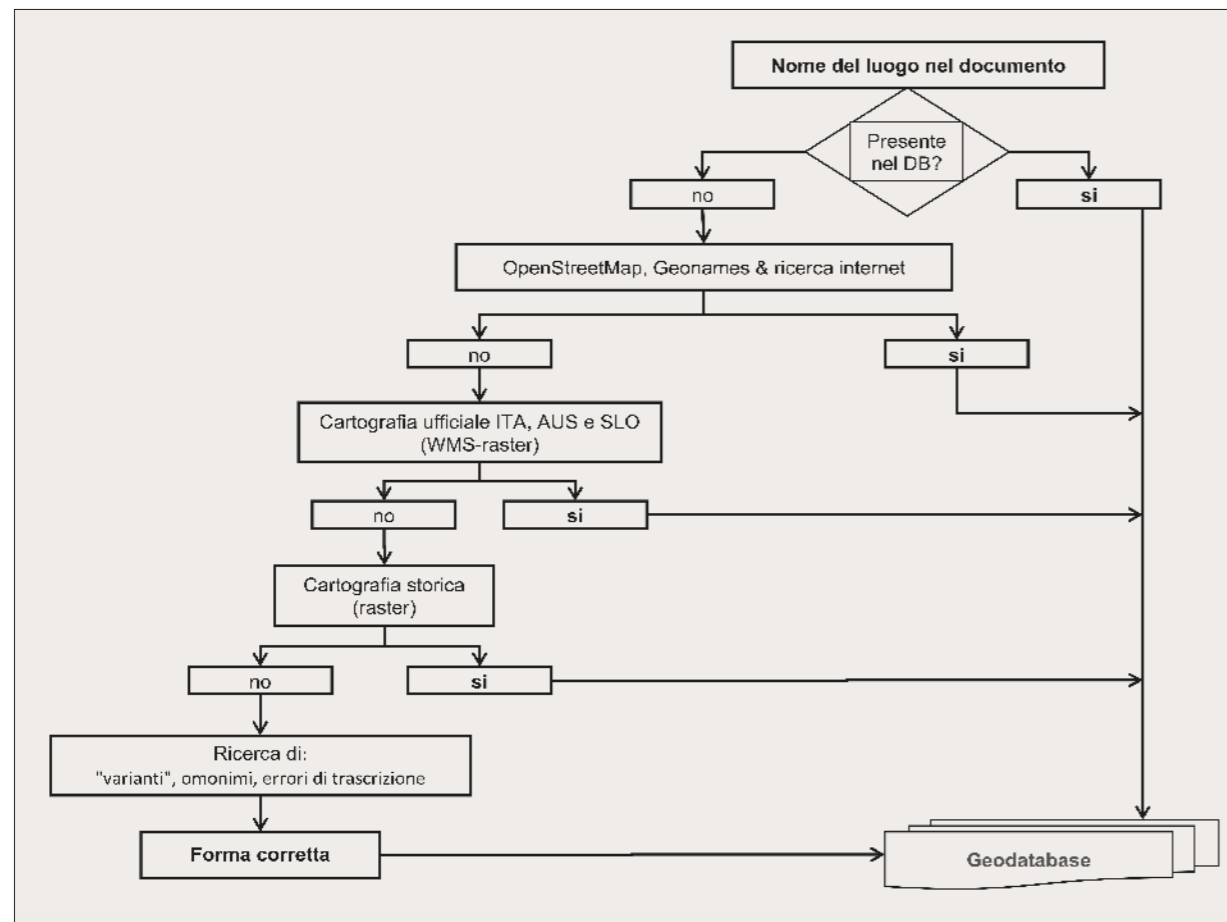 Nome del luogo nel documento
Presente
nel DB?
no
si
OpenStreetMap, Geonames & ricerca internet
no
si
Cartografia ufficiale ITA, AUS e SLO
(WMS-raster)
no
si
Cartografia storica
(raster)
no
si
Ricerca di:
"varianti", omonimi, errori di trascrizione
Forma corretta
Geodatabase